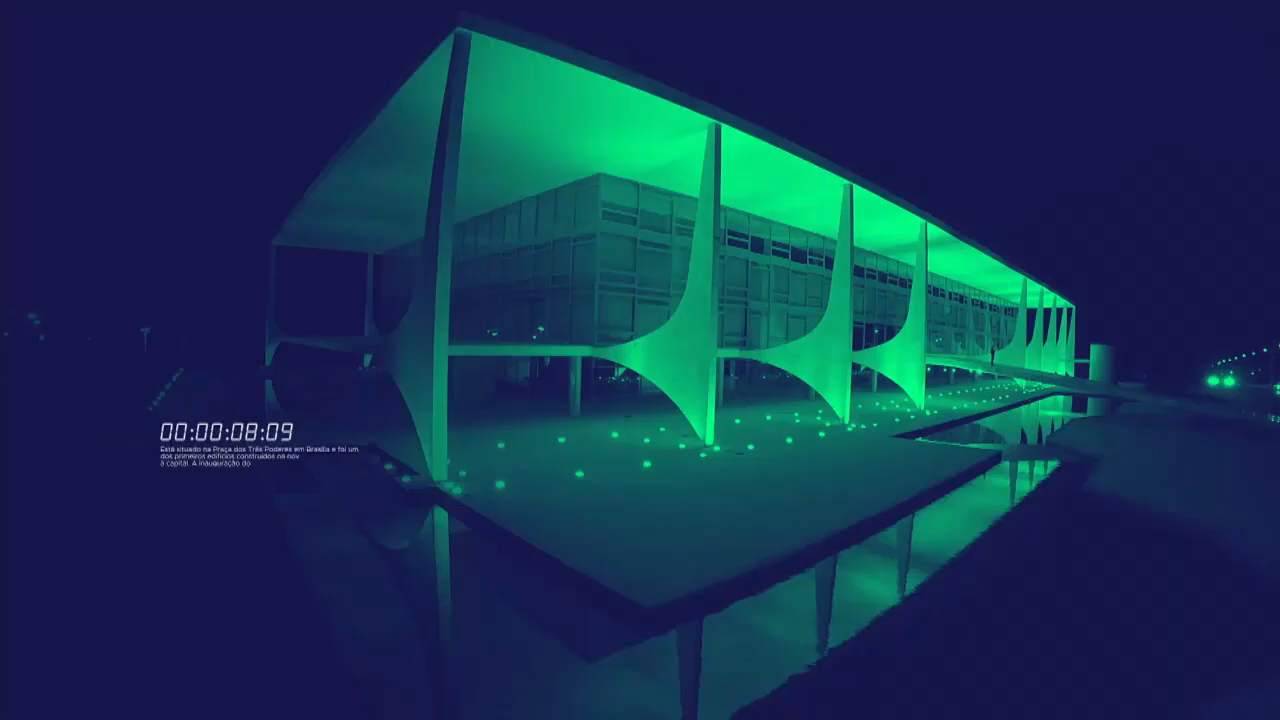 00:00:08:09
Está situado na Praça dos Três Poderes em Brasília e foi um
dos primeiros edifícios construídos na nov
a capital. A inauguração do